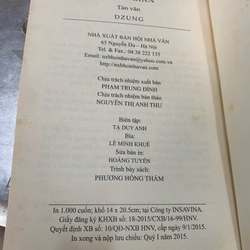 Tản văn
DZUNG
NHÀ XUẤT BẢN HỘI NHÀ VĂN
65 Nguyễn Du – Hà Nội
Tel & Fax: 04 38 222 135
Email: nxbhoinhavan@gmail.com
http://nxbhoinhavan.com
Chịu trách nhiệm xuất bản
PHẠM TRUNG ĐÌNH
Chịu trách nhiệm bản thảo
NGUYỄN THỊ ANH THƯ
Biên tập:
TẠ DUY ANH
Bìa:
LÊ MINH KHUÊ
Sửa bản in:
HOÀNG TUYÊN
Trình bày sách:
PHƯƠNG HỒNG THẮM
In 1.000 cuốn; khổ 14 x 20.5cm; tại Công ty INSAVINA.
Giấy đăng ký KHXB số: 18-2015/CXB/16-99/HNV.
Quyết định XB số: 10/QĐ-NXB HNV, cấp ngày 9/1/2015.
In xong và nộp lưu chiểu: Quý I năm 2015.